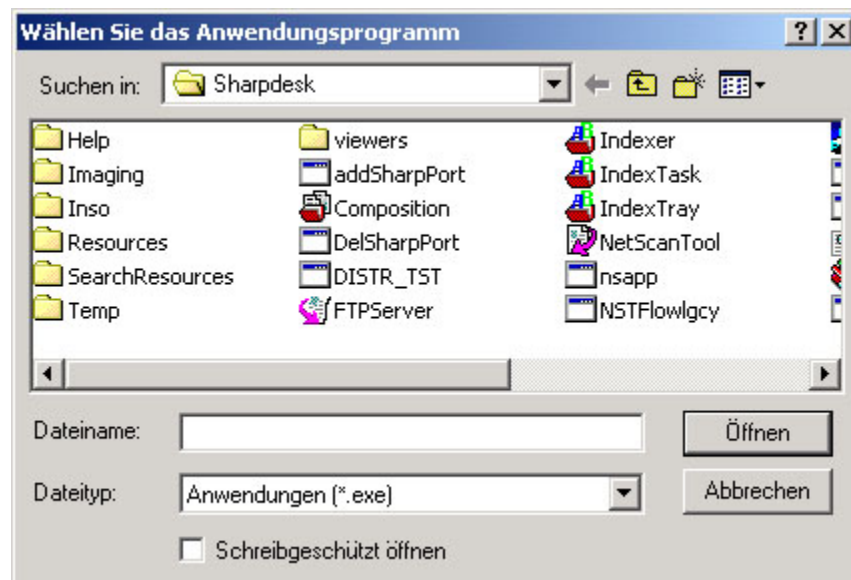 Wählen Sie das Anwendungsprogramm
Suchen in: Sharpdesk
Help viewers Indexer
Imaging addSharpPort IndexTask
Inso Composition IndexTray
Resources DelSharpPort NetScanTool
SearchResources DISTR_TST nsapp
Temp FTPServer NSTFlowlgcy
Dateiname: Öffnen
Dateityp: Anwendungen (*.exe) Abbrechen
Schreibgeschützt öffnen